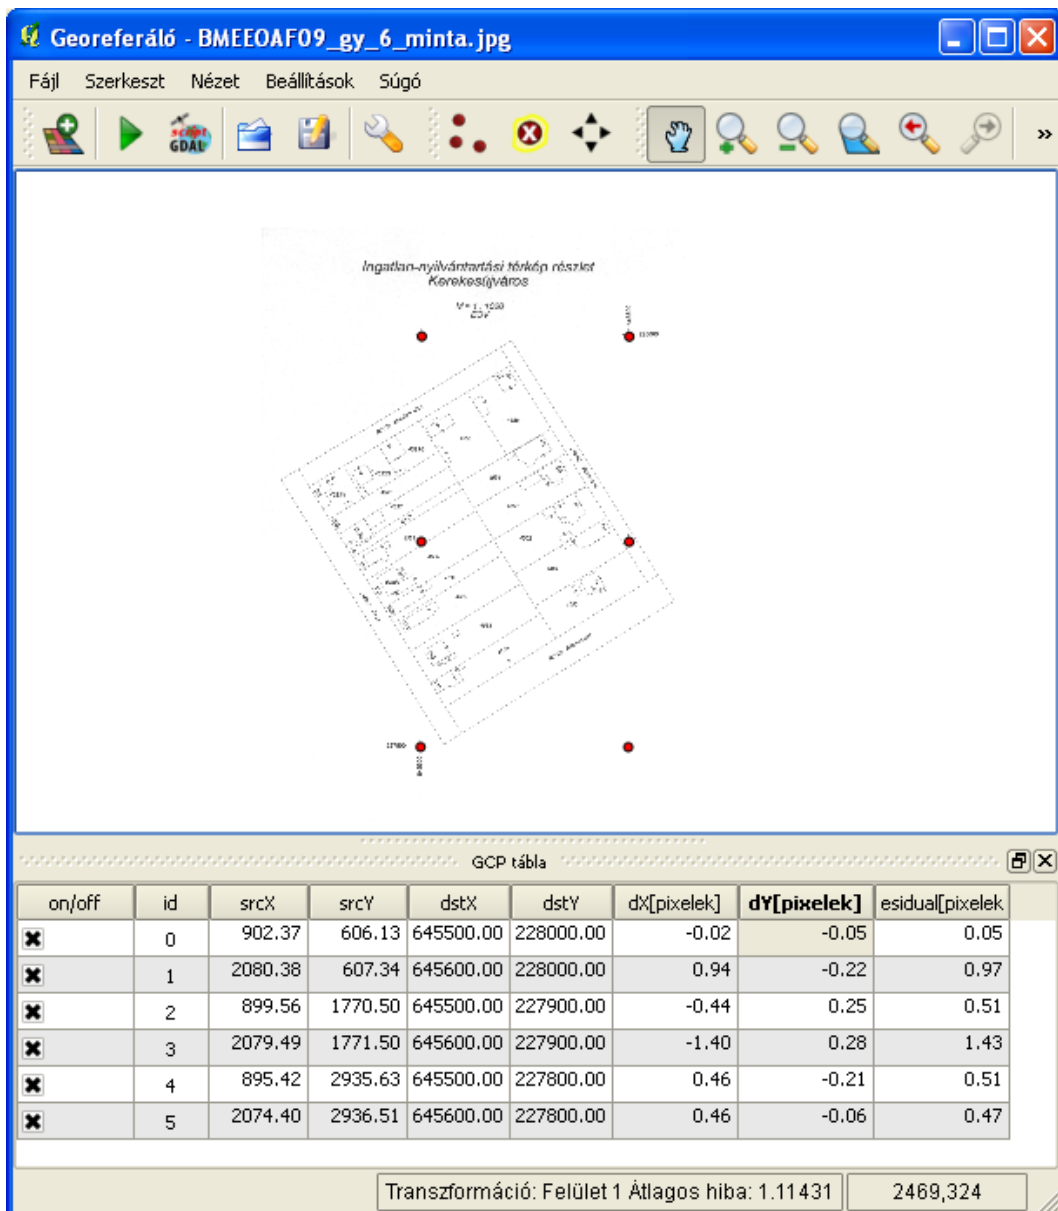 Georeferáló - BMEEOAF09_gy_6_minta.jpg
Fájl Szerkeszt Nézet Beállítások Súgó
script
GDAL
»
Ingatlan-nyilvántartási térkép részlet
Kerekesújváros
M = 1 : 1000
EOV
GCP tábla
on/off id srcX srcY dstX dstY dX[pixelek] dY[pixelek] esidual[pixelek
0 902.37 606.13 645500.00 228000.00 -0.02 -0.05 0.05
1 2080.38 607.34 645600.00 228000.00 0.94 -0.22 0.97
2 899.56 1770.50 645500.00 227900.00 -0.44 0.25 0.51
3 2079.49 1771.50 645600.00 227900.00 -1.40 0.28 1.43
4 895.42 2935.63 645500.00 227800.00 0.46 -0.21 0.51
5 2074.40 2936.51 645600.00 227800.00 0.46 -0.06 0.47
Transzformáció: Felület 1 Átlagos hiba: 1.11431 2469,324